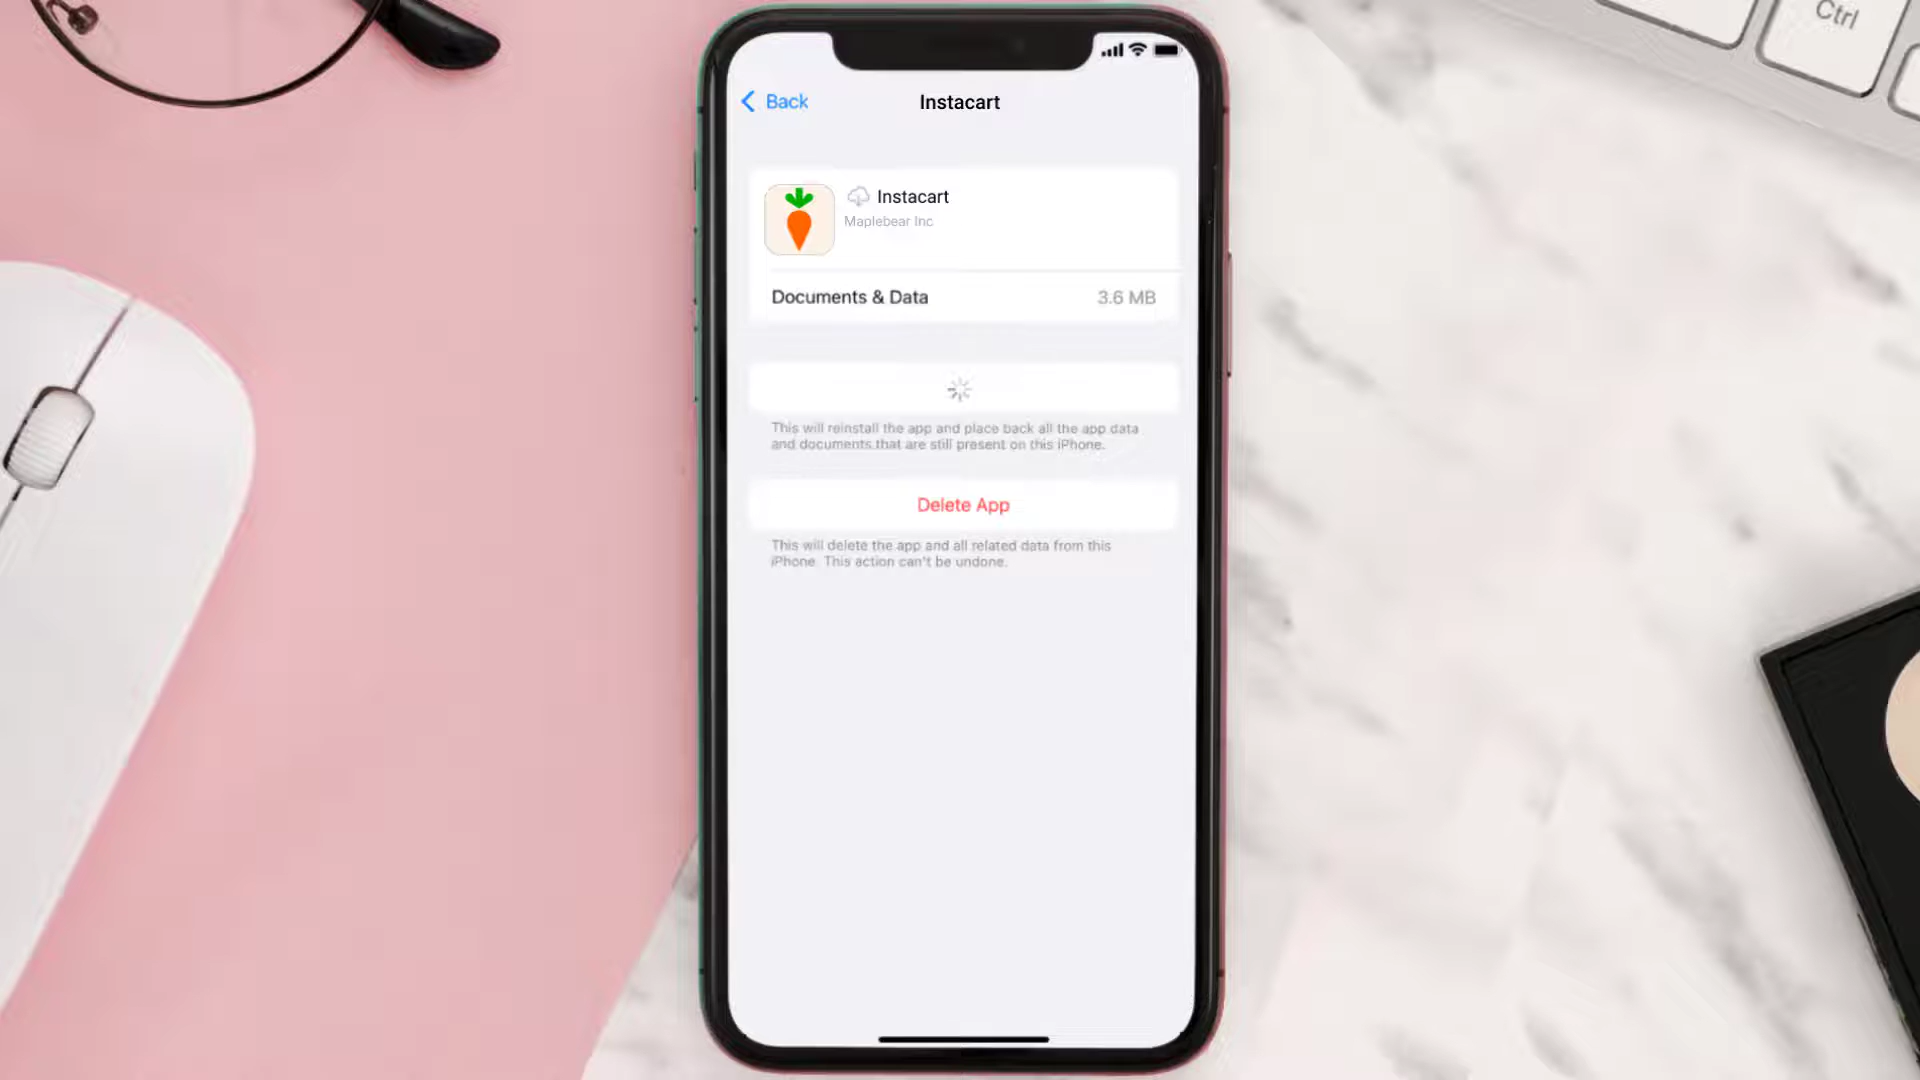 Ctrl
Back
Instacart
Instacart
Maplebear Inc
Documents & Data
3.6 MB
This will reinstall the app and place back all the app data
and documents that are still present on this iPhone.
Delete App
This will delete the app and all related data from this
iPhone. This action can't be undone.